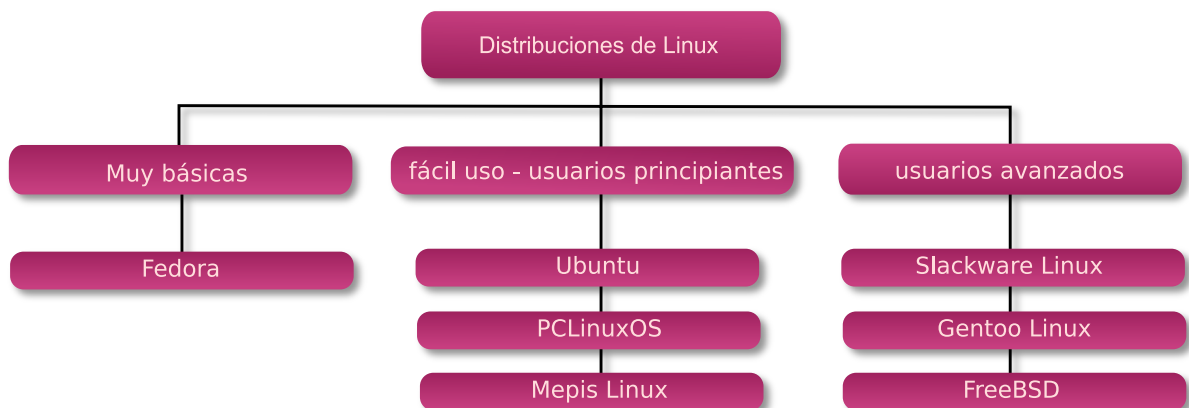 Distribuciones de Linux
Muy básicas
fácil uso - usuarios principiantes
usuarios avanzados
Fedora
Ubuntu
Slackware Linux
PCLinuxOS
Gentoo Linux
Mepis Linux
FreeBSD